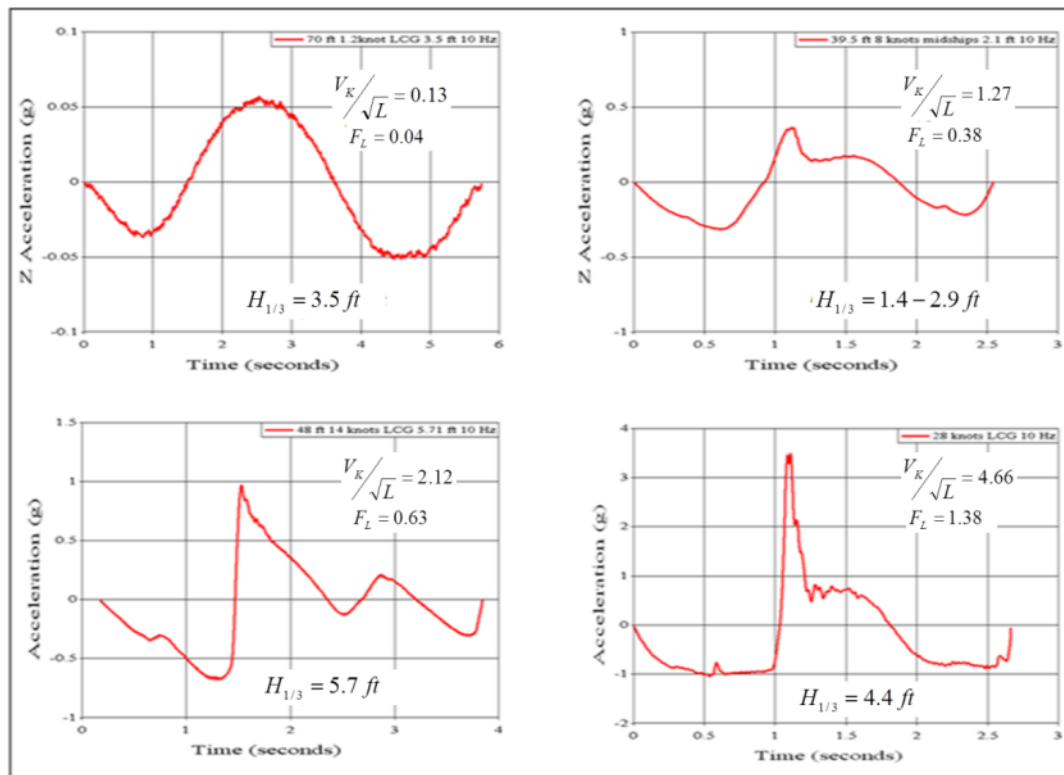 70 ft 1.2knot LCG 3.5 ft 10 Hz
V_K/√L = 0.13
F_L = 0.04
H_1/3 = 3.5 ft
Z Acceleration (g)
0.1
0.05
0
-0.05
-0.1
0 1 2 3 4 5 6
Time (seconds)
39.5 ft 8 knots midships 2.1 ft 10 Hz
V_K/√L = 1.27
F_L = 0.38
H_1/3 = 1.4 – 2.9 ft
Z Acceleration (g)
1
0.5
0
-0.5
-1
0 0.5 1 1.5 2 2.5 3
Time (seconds)
48 ft 14 knots LCG 5.71 ft 10 Hz
V_K/√L = 2.12
F_L = 0.63
H_1/3 = 5.7 ft
Acceleration (g)
1.5
1
0.5
0
-0.5
-1
0 1 2 3 4
Time (seconds)
28 knots LCG 10 Hz
V_K/√L = 4.66
F_L = 1.38
H_1/3 = 4.4 ft
Acceleration (g)
4
3
2
1
0
-1
-2
0 0.5 1 1.5 2 2.5 3
Time (seconds)